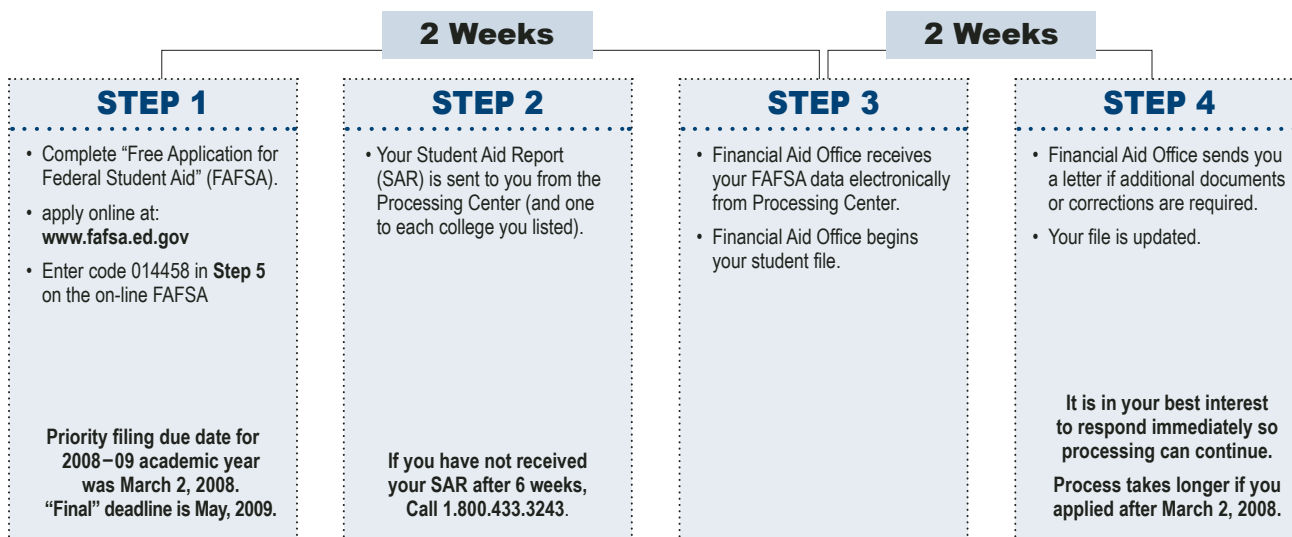 2 Weeks
2 Weeks
STEP 1
• Complete “Free Application for
Federal Student Aid” (FAFSA).
• apply online at:
www.fafsa.ed.gov
• Enter code 014458 in Step 5
on the on-line FAFSA
Priority filing due date for
2008–09 academic year
was March 2, 2008.
“Final” deadline is May, 2009.
STEP 2
• Your Student Aid Report
(SAR) is sent to you from the
Processing Center (and one
to each college you listed).
If you have not received
your SAR after 6 weeks,
Call 1.800.433.3243.
STEP 3
• Financial Aid Office receives
your FAFSA data electronically
from Processing Center.
• Financial Aid Office begins
your student file.
STEP 4
• Financial Aid Office sends you
a letter if additional documents
or corrections are required.
• Your file is updated.
It is in your best interest
to respond immediately so
processing can continue.
Process takes longer if you
applied after March 2, 2008.